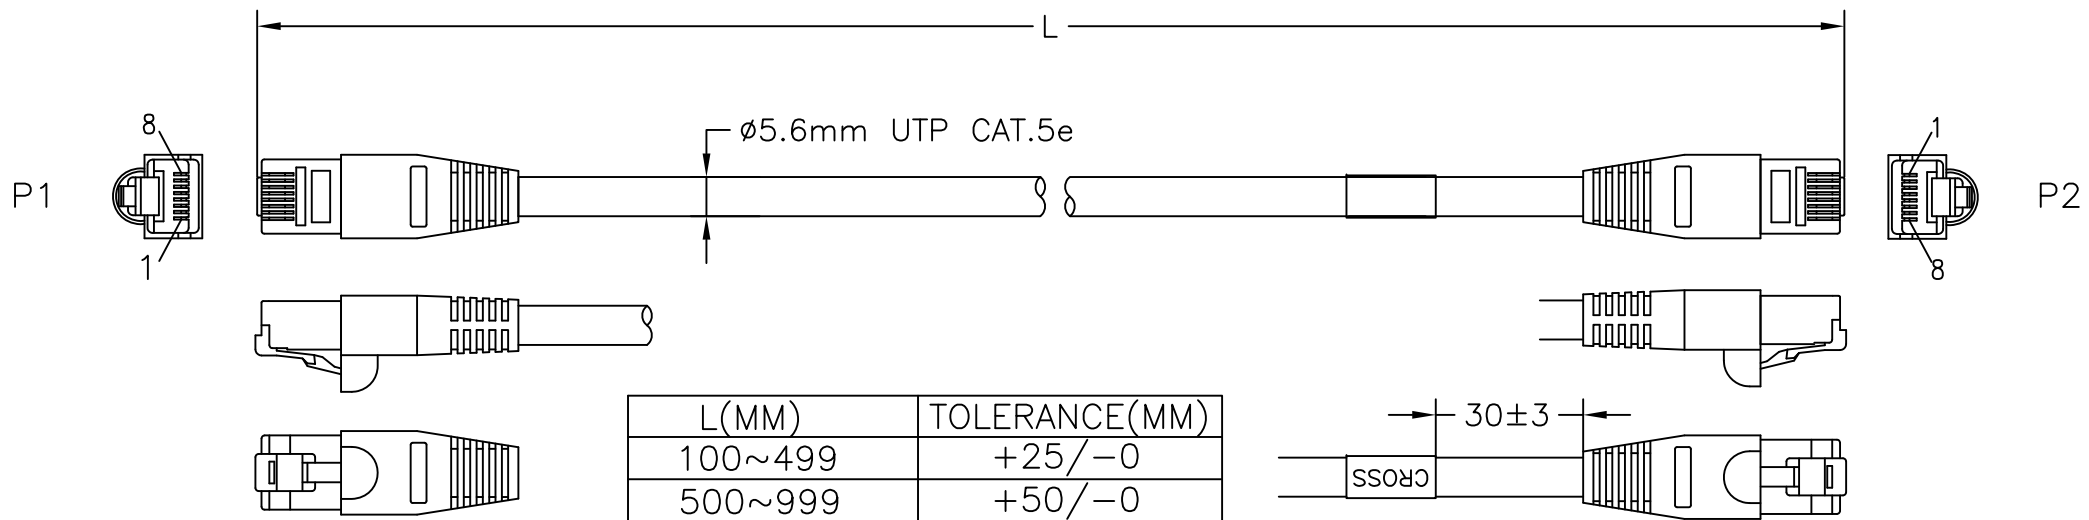 L
8
ø5.6mm UTP CAT.5e
1
P1
P2
1
8
L(MM) TOLERANCE(MM)
30±3
100~499 +25/-0
CROSS
500~999 +50/-0